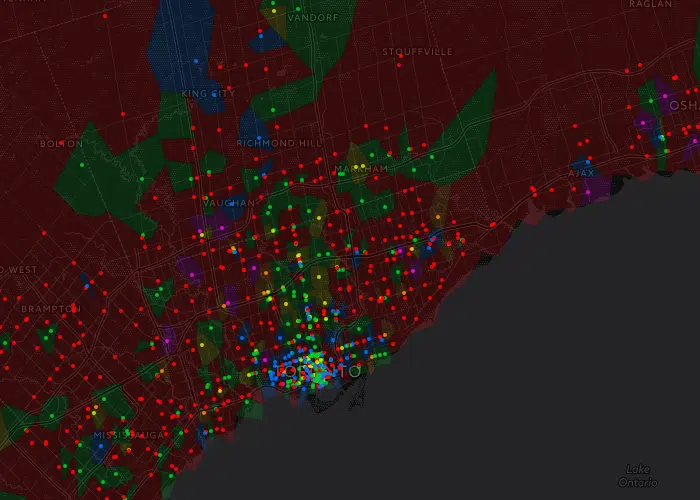 RAGLAN
VANDORF
STOUFFVILLE
KING CITY
OSHA
BOLTON
RICHMOND HILL
MARKHAM
AJAX
VAUGHAN
O WEST
BRAMPTON
TORONTO
MISSISSAUGA
Lake
Ontario